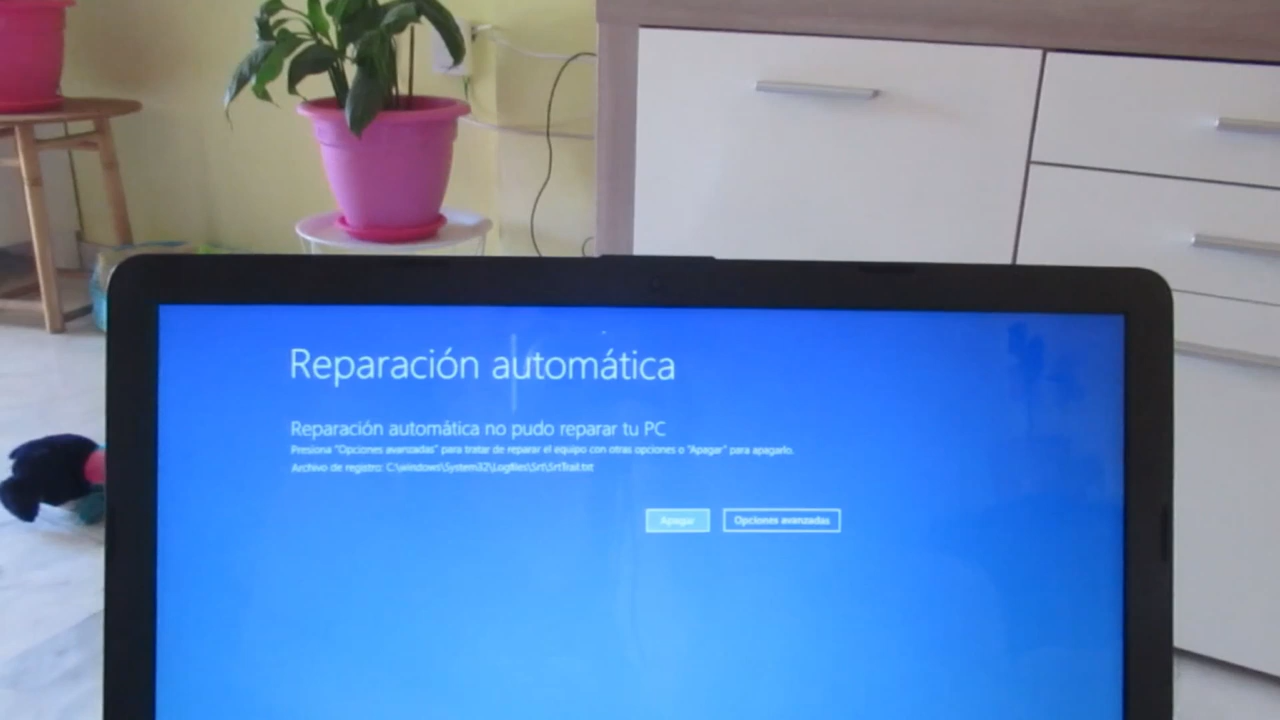 Reparación automática
Reparación automática no pudo reparar tu PC
Presiona "Opciones avanzadas" para tratar de reparar el equipo con otras opciones o "Apagar" para apagarlo.
Archivo de registro: C:\windows\System32\Logfiles\Srt\SrtTrail.txt
Apagar
Opciones avanzadas